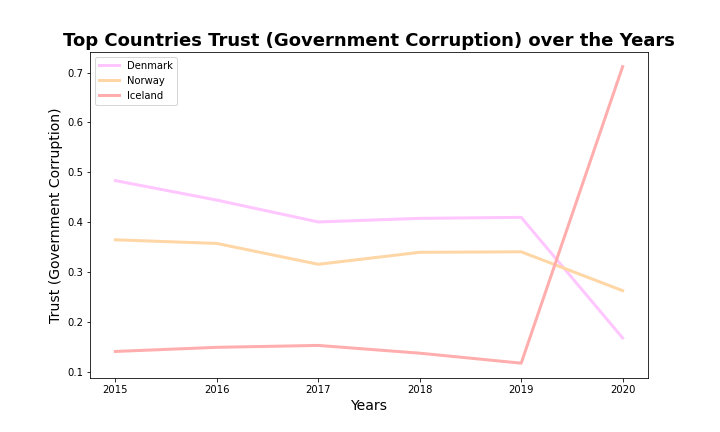 Top Countries Trust (Government Corruption) over the Years
Denmark
Norway
Iceland
Trust (Government Corruption)
0.7
0.6
0.5
0.4
0.3
0.2
0.1
2015 2016 2017 2018 2019 2020
Years